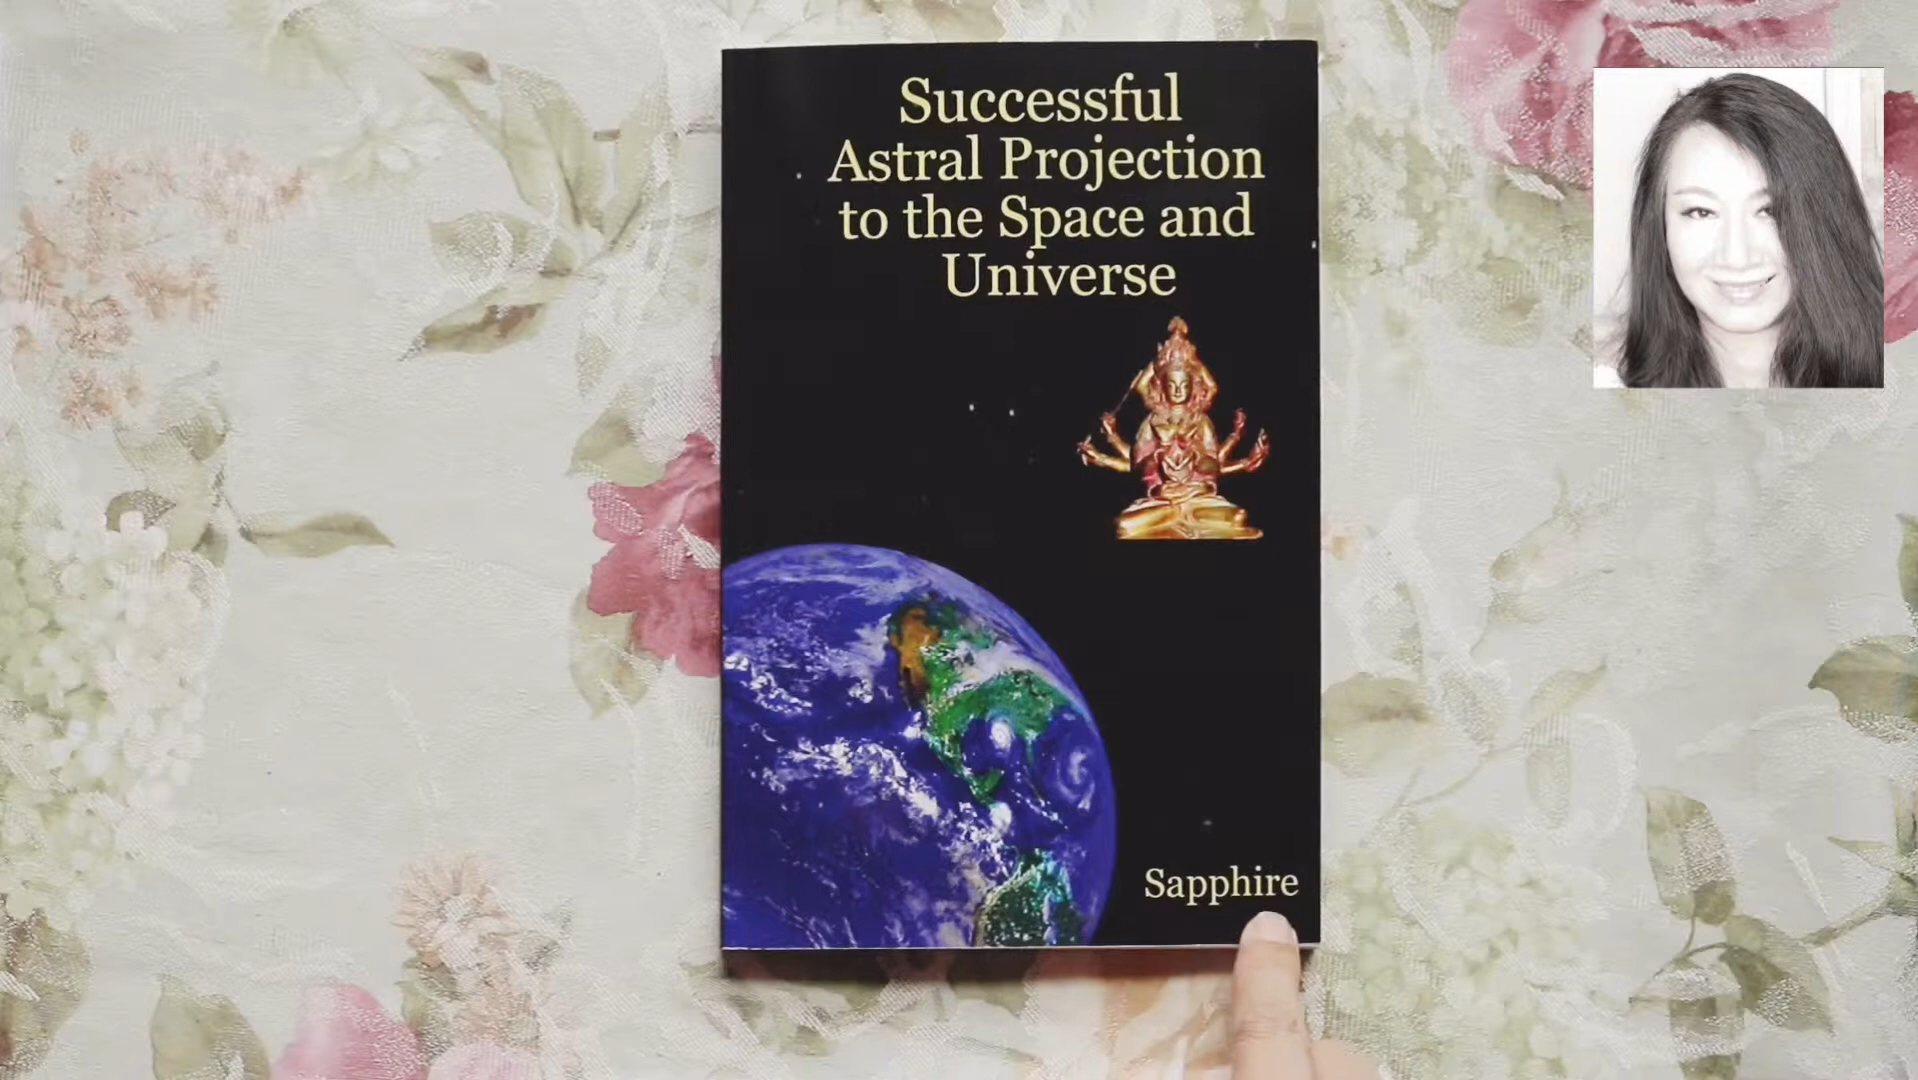 Successful
Astral Projection
to the Space and
Universe
Sapphire